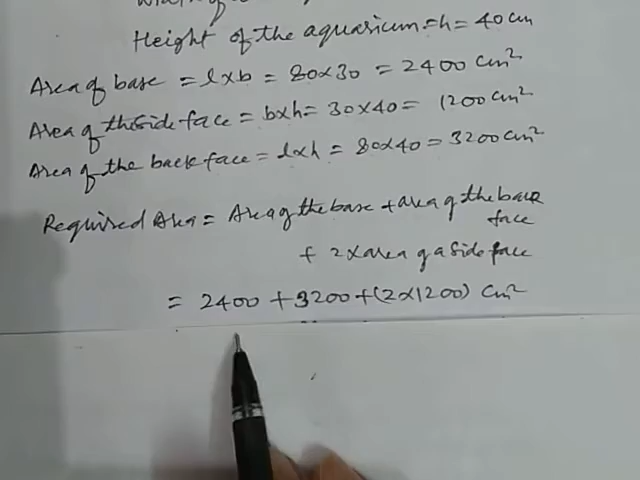 Height of the aquarium = h = 40 cm
Area of base = l x b = 80 x 30 = 2400 cm²
Area of the side face = b x h = 30 x 40 = 1200 cm²
Area of the back face = l x h = 80 x 40 = 3200 cm²
Required Area = Area of the base + area of the back face
+ 2 x area of a side face
= 2400 + 3200 + (2 x 1200) cm²